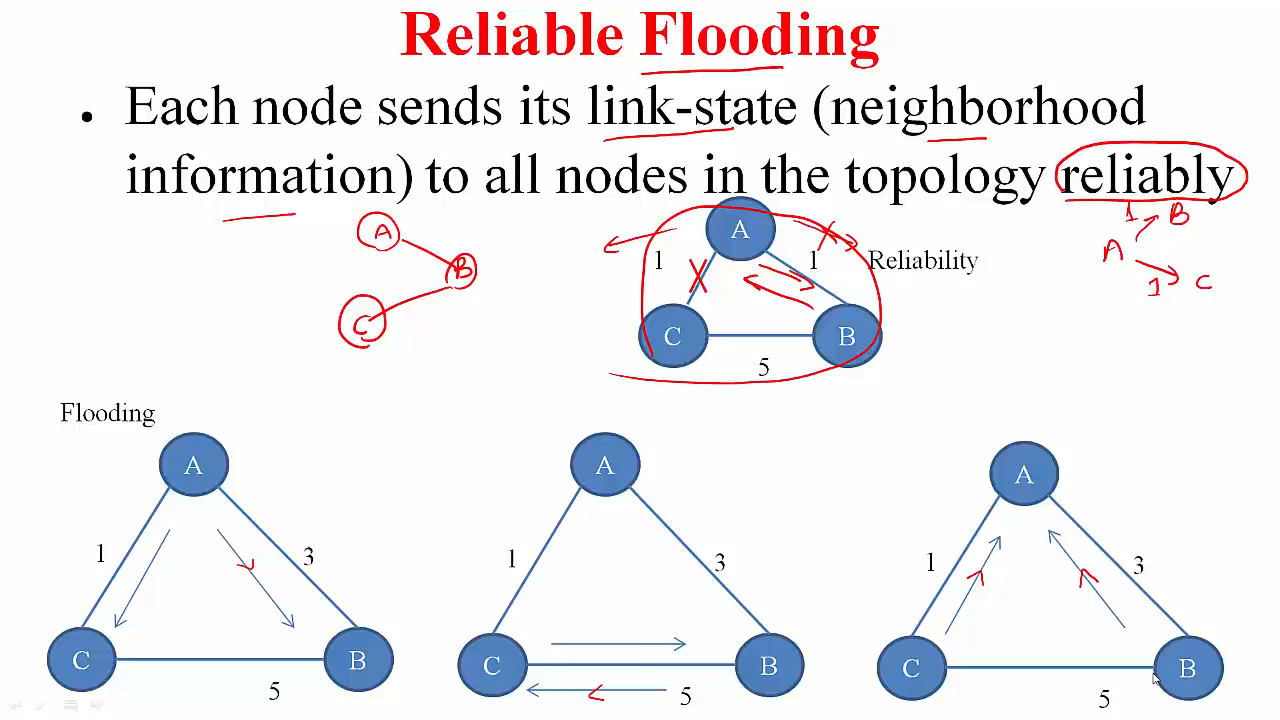 Reliable Flooding
• Each node sends its link-state (neighborhood
information) to all nodes in the topology reliably
1 B
A
1 C
A
B
C
A
1 1 Reliability
C B
5
Flooding
A
1 3
C B
5
A
1 3
C B
5
A
1 3
C B
5